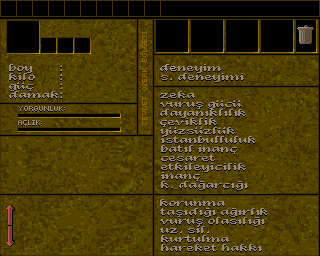 boy :
kilo :
güç :
damak:
YORGUNLUK:
AÇLIK:
deneyim
s. deneyimi
zeka
vuruş gücü
dayanıklılık
çeviklik
yüzsüzlük
istanbulluluk
batıl inanç
cesaret
etkileyicilik
inanç
k. dağarcığı
korunma
taşıdığı ağırlık
vuruş olasılığı
uz. sil.
kurtulma
hareket hakkı